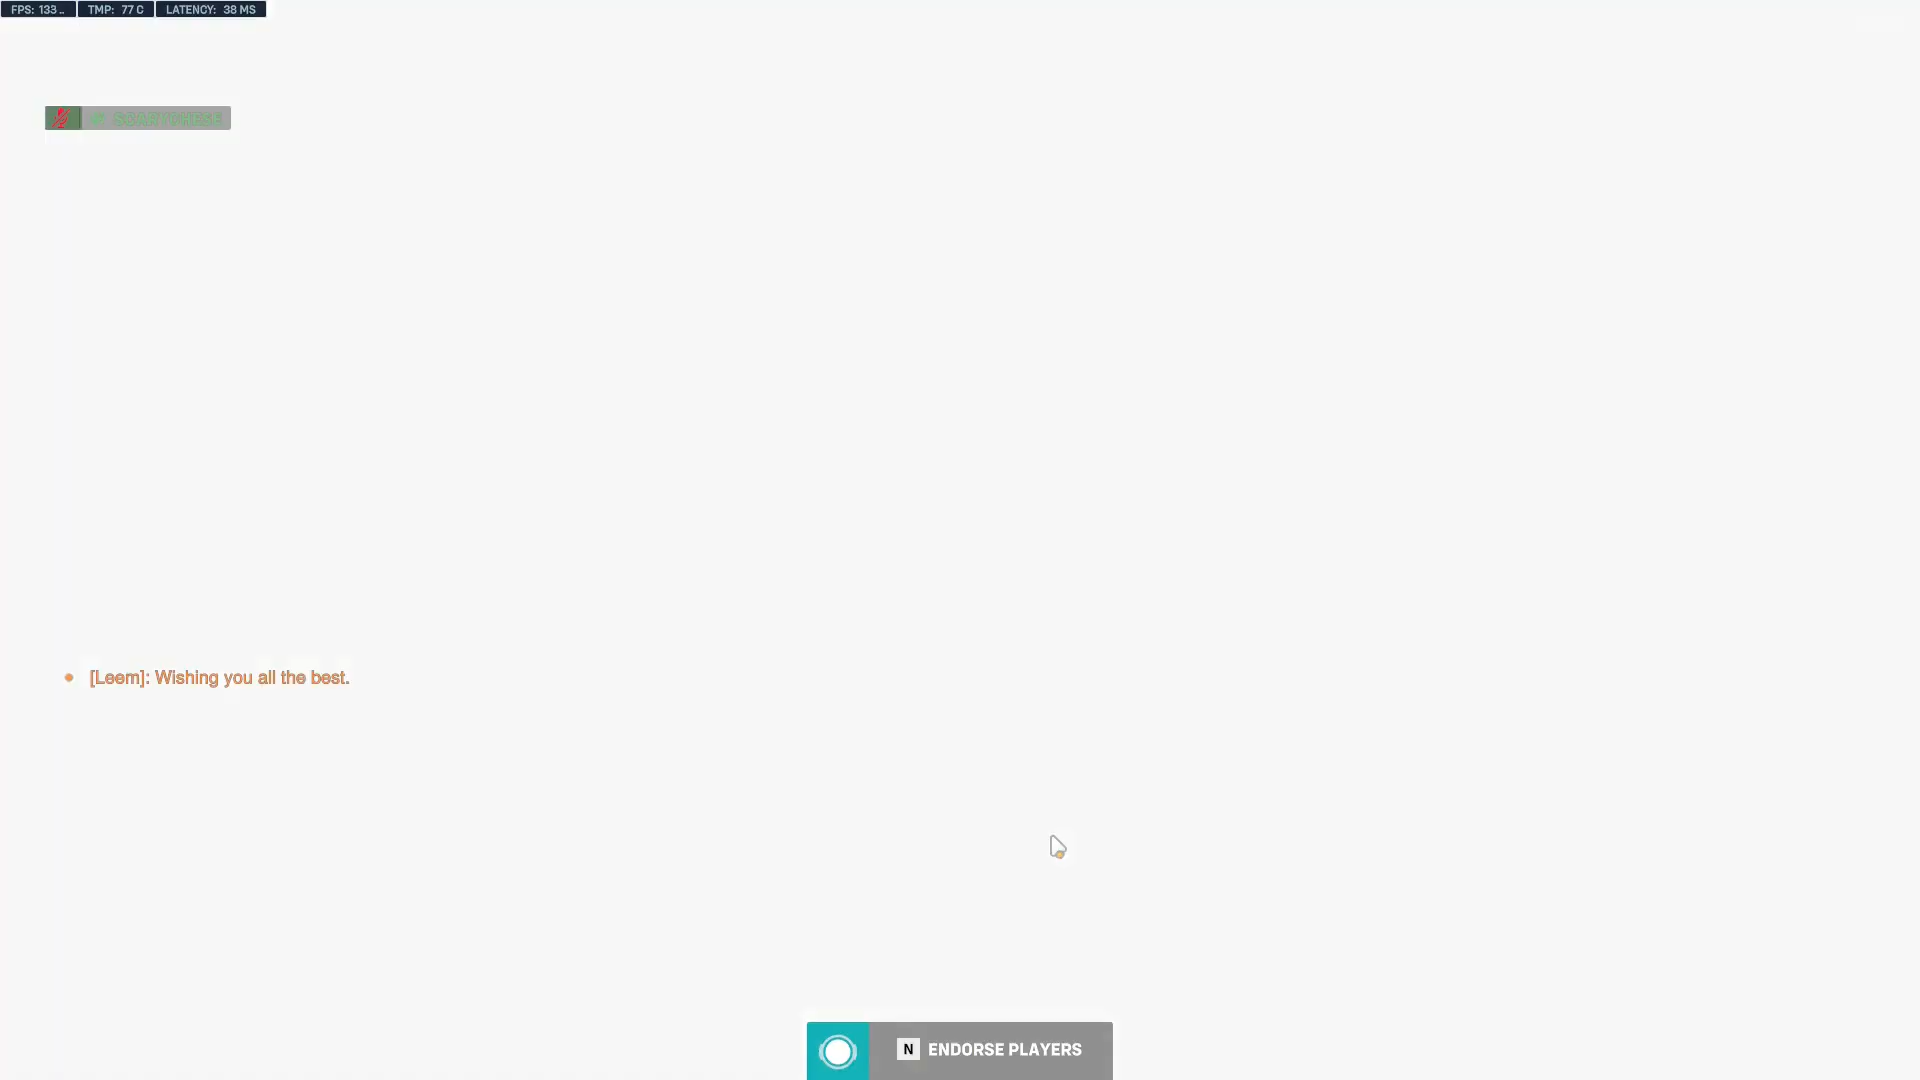 FPS: 133 ..
TMP: 77 C
LATENCY: 38 MS
[Leem]: Wishing you all the best.
N ENDORSE PLAYERS